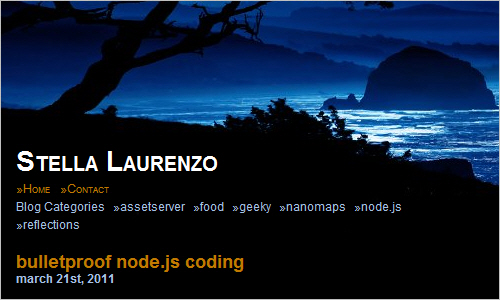 Stella Laurenzo
»Home »Contact
Blog Categories »assetserver »food »geeky »nanomaps »node.js
»reflections
bulletproof node.js coding
march 21st, 2011